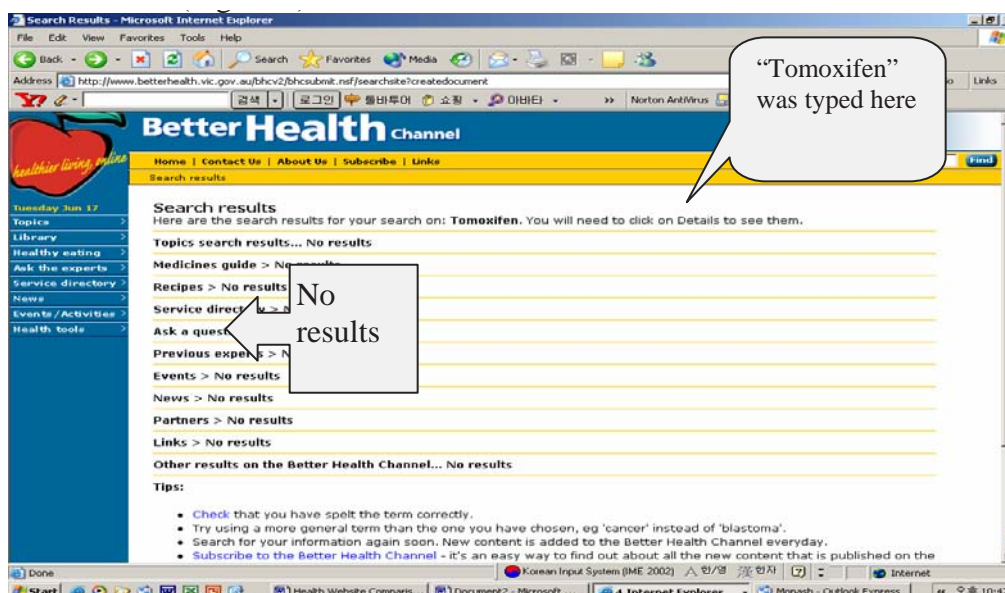 Search Results - Microsoft Internet Explorer
File Edit View Favorites Tools Help
Back Search Favorites Media
Address http://www.betterhealth.vic.gov.au/bhcv2/bhcsubmit.nsf/searchsite?createdocument Links
Y? 검색 로그인 둘바투어 쇼핑 아바타 Norton AntiVirus
“Tomoxifen”
was typed here
Better Health Channel
healthier living, online
Home | Contact Us | About Us | Subscribe | Links Find
Search results
Tuesday Jun 17
Topics
Library
Healthy eating
Ask the experts
Service directory
News
Events/Activities
Health tools
Search results
Here are the search results for your search on: Tomoxifen. You will need to click on Details to see them.
Topics search results... No results
Medicines guide > No results
Recipes > No results
Service directory >
Ask a
Previous experts >
No
results
Events > No results
News > No results
Partners > No results
Links > No results
Other results on the Better Health Channel... No results
Tips:
• Check that you have spelt the term correctly.
• Try using a more general term than the one you have chosen, eg 'cancer' instead of 'blastoma'.
• Search for your information again soon. New content is added to the Better Health Channel everyday.
• Subscribe to the Better Health Channel - it's an easy way to find out about all the new content that is published on the
Done Internet
Korean Input System (IME 2002) 한/영 한자
Start Health Website Comparis... Document2 - Microsoft ... 4 Internet Explorer Monash - Outlook Express